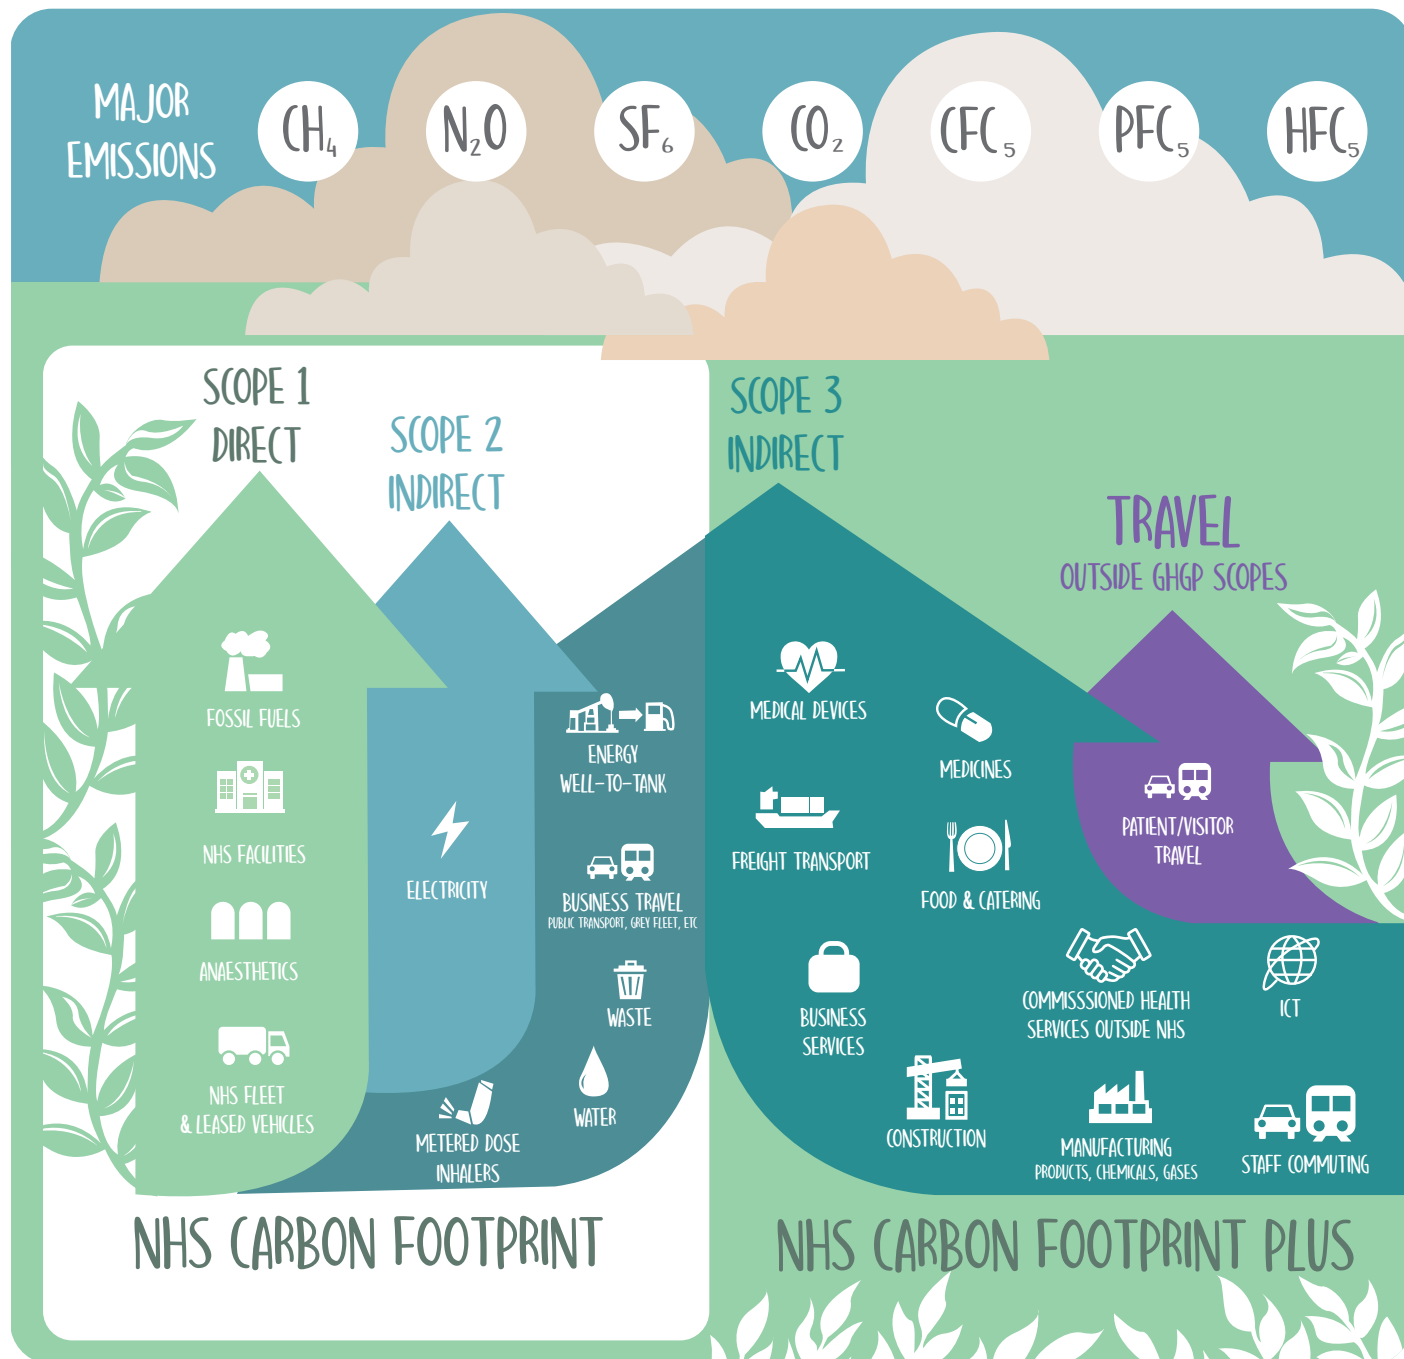 MAJOR
EMISSIONS
CH₄
N₂O
SF₆
CO₂
CFC₅
PFC₅
HFC₅
SCOPE 1
DIRECT
SCOPE 2
INDIRECT
SCOPE 3
INDIRECT
TRAVEL
OUTSIDE GHGP SCOPES
FOSSIL FUELS
NHS FACILITIES
ANAESTHETICS
NHS FLEET
& LEASED VEHICLES
ELECTRICITY
ENERGY
WELL-TO-TANK
BUSINESS TRAVEL
PUBLIC TRANSPORT, GREY FLEET, ETC
WASTE
WATER
METERED DOSE
INHALERS
MEDICAL DEVICES
MEDICINES
FREIGHT TRANSPORT
FOOD & CATERING
BUSINESS
SERVICES
CONSTRUCTION
COMMISSSIONED HEALTH
SERVICES OUTSIDE NHS
MANUFACTURING
PRODUCTS, CHEMICALS, GASES
ICT
STAFF COMMUTING
PATIENT/VISITOR
TRAVEL
NHS CARBON FOOTPRINT
NHS CARBON FOOTPRINT PLUS